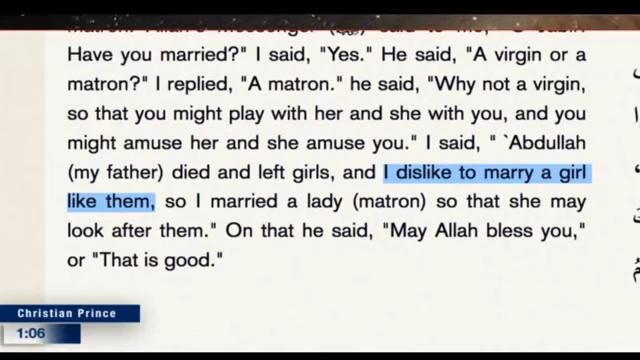 Have you married?" I said, "Yes." He said, "A virgin or a
matron?" I replied, "A matron." he said, "Why not a virgin,
so that you might play with her and she with you, and you
might amuse her and she amuse you." I said, " `Abdullah
(my father) died and left girls, and I dislike to marry a girl
like them, so I married a lady (matron) so that she may
look after them." On that he said, "May Allah bless you,"
or "That is good."
Christian Prince
1:06